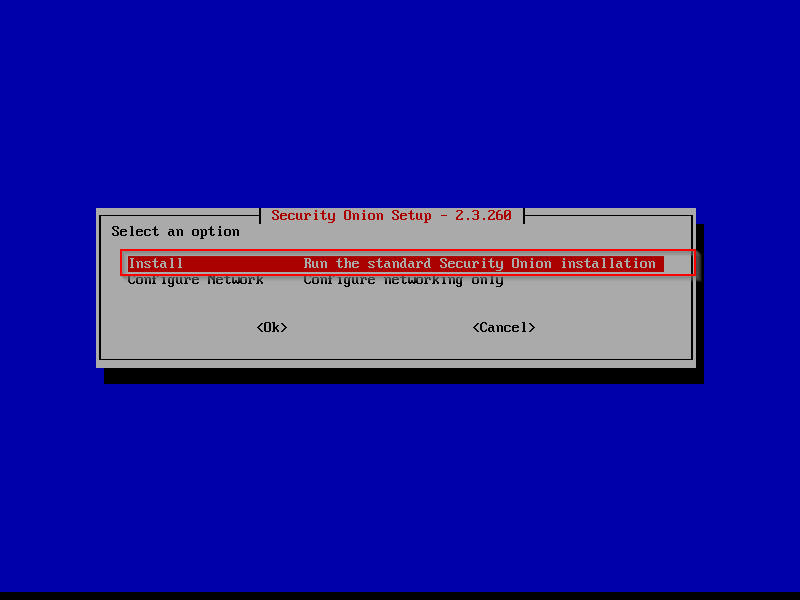 Security Onion Setup - 2.3.260
Select an option
Install Run the standard Security Onion installation
Configure Network Configure networking only
<Ok> <Cancel>